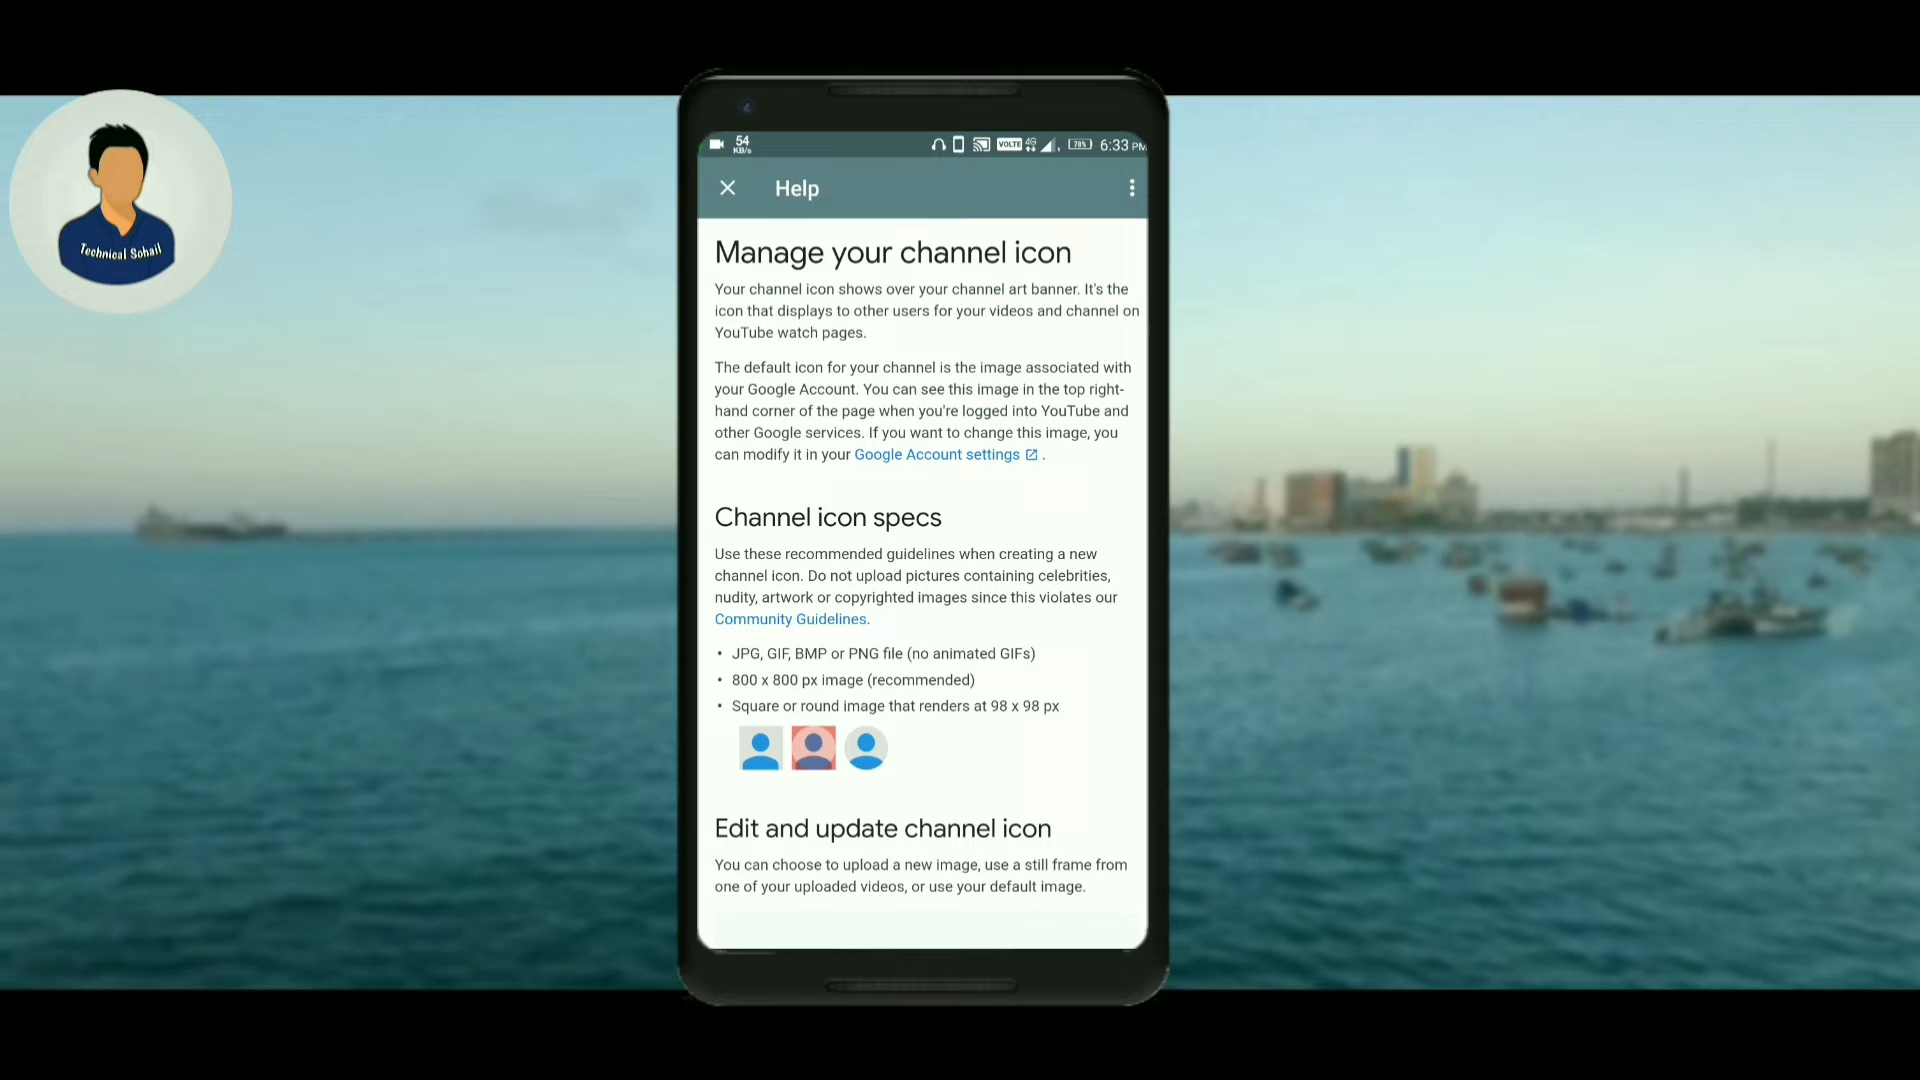 Technical Sohail
54
KB/s
VOLTE 4G 78% 6:33 PM
Help
Manage your channel icon
Your channel icon shows over your channel art banner. It's the
icon that displays to other users for your videos and channel on
YouTube watch pages.
The default icon for your channel is the image associated with
your Google Account. You can see this image in the top right-
hand corner of the page when you're logged into YouTube and
other Google services. If you want to change this image, you
can modify it in your Google Account settings .
Channel icon specs
Use these recommended guidelines when creating a new
channel icon. Do not upload pictures containing celebrities,
nudity, artwork or copyrighted images since this violates our
Community Guidelines.
• JPG, GIF, BMP or PNG file (no animated GIFs)
• 800 x 800 px image (recommended)
• Square or round image that renders at 98 x 98 px
Edit and update channel icon
You can choose to upload a new image, use a still frame from
one of your uploaded videos, or use your default image.